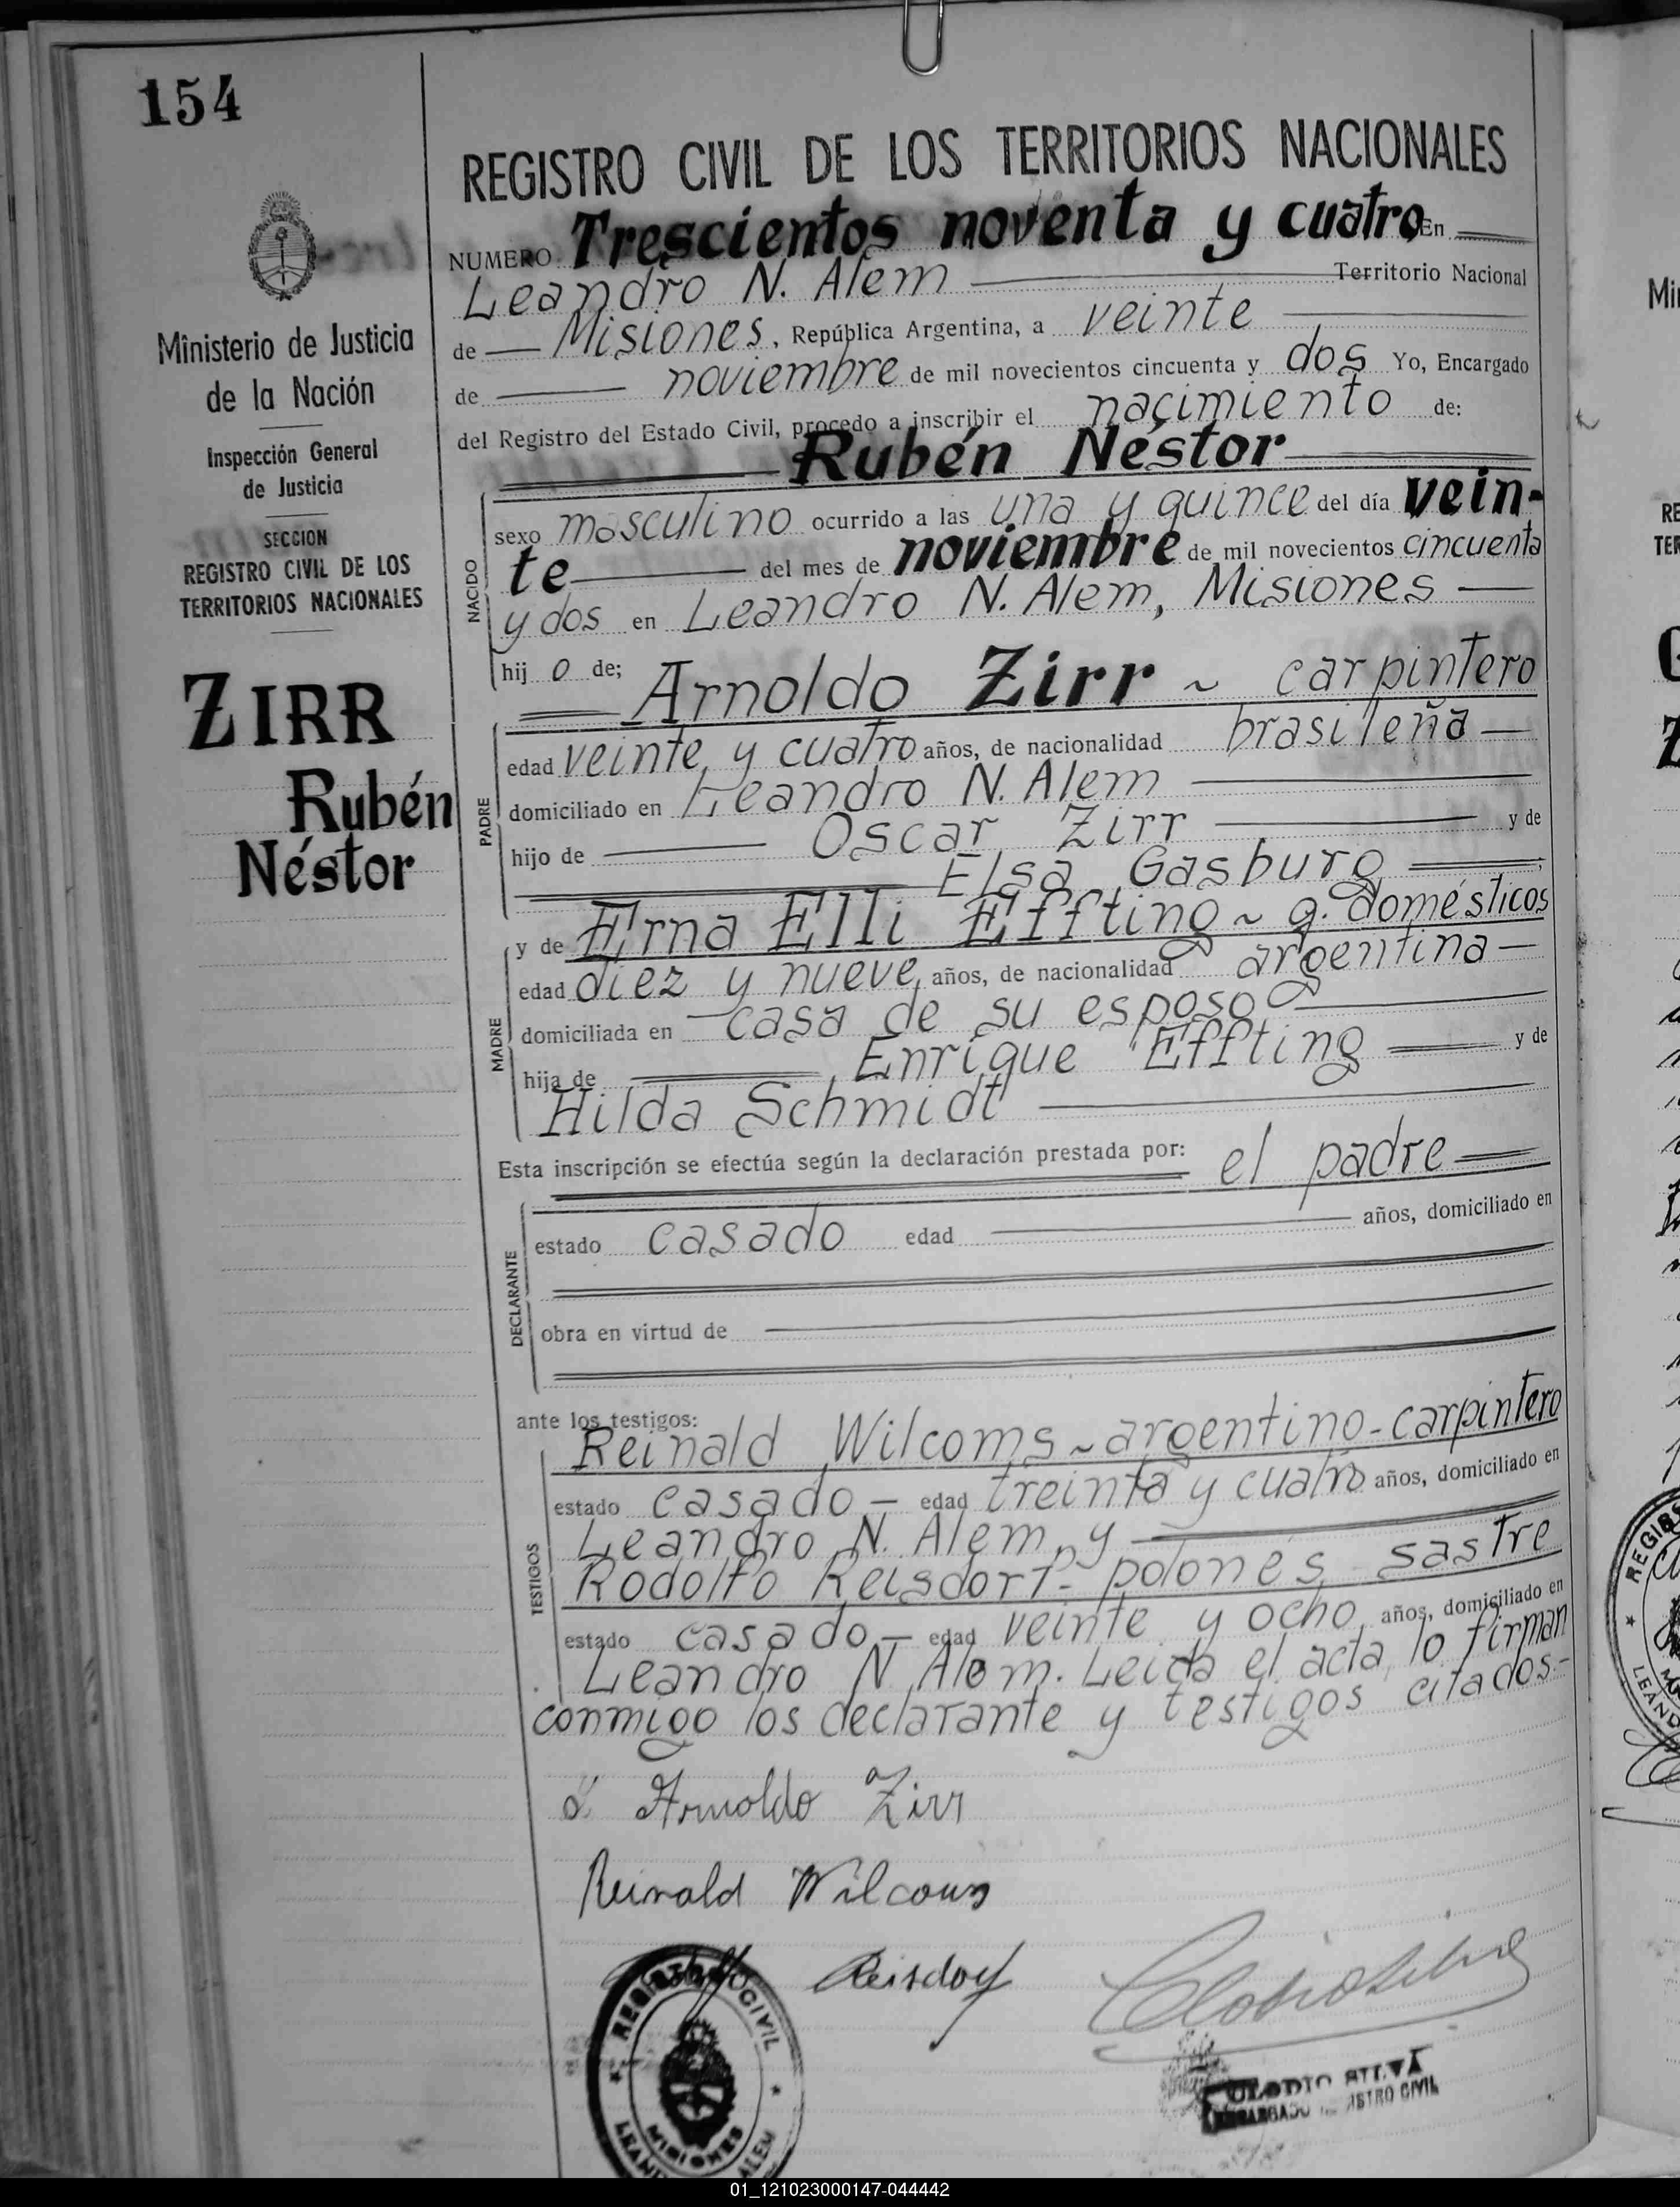 154
REGISTRO CIVIL DE LOS TERRITORIOS NACIONALES
NUMERO Trescientos noventa y cuatro En
Leandro N. Alem Territorio Nacional
de Misiones, República Argentina, a veinte
de noviembre de mil novecientos cincuenta y dos Yo, Encargado
del Registro del Estado Civil, procedo a inscribir el nacimiento de:
Rubén Néstor
Ministerio de Justicia
de la Nación
Inspección General
de Justicia
SECCION
REGISTRO CIVIL DE LOS
TERRITORIOS NACIONALES
ZIRR
Rubén
Néstor
NACIDO
sexo masculino ocurrido a las una y quince del día vein-
te del mes de noviembre de mil novecientos cincuenta
y dos en Leandro N. Alem, Misiones
hij o de;
Arnoldo Zirr ~ carpintero
PADRE
edad veinte y cuatro años, de nacionalidad brasileña
domiciliado en Leandro N. Alem
hijo de Oscar Zirr y de
Elsa Gasburg
MADRE
y de Erna Elli Effting ~ q. domésticos
edad diez y nueve años, de nacionalidad argentina
domiciliada en casa de su esposo
hija de Enrique Effting y de
Hilda Schmidt
Esta inscripción se efectúa según la declaración prestada por: el padre
DECLARANTE
estado casado edad años, domiciliado en
obra en virtud de
ante los testigos:
TESTIGOS
Reinald Wilcoms ~ argentino - carpintero
estado casado - edad treinta y cuatro años, domiciliado en
Leandro N. Alem y
Rodolfo Reisdorf - polonés sastre
estado casado - edad veinte y ocho años, domiciliado en
Leandro N Alem. Leida el acta lo firman
conmigo los declarante y testigos citados.-
Arnoldo Zirr
Reinald Wilcoms
Reisdorf
REGISTRO CIVIL
MISIONES
LEANDRO ALEM
CLODIO SILVA
ENCARGADO REGISTRO CIVIL
01_121023000147-044442